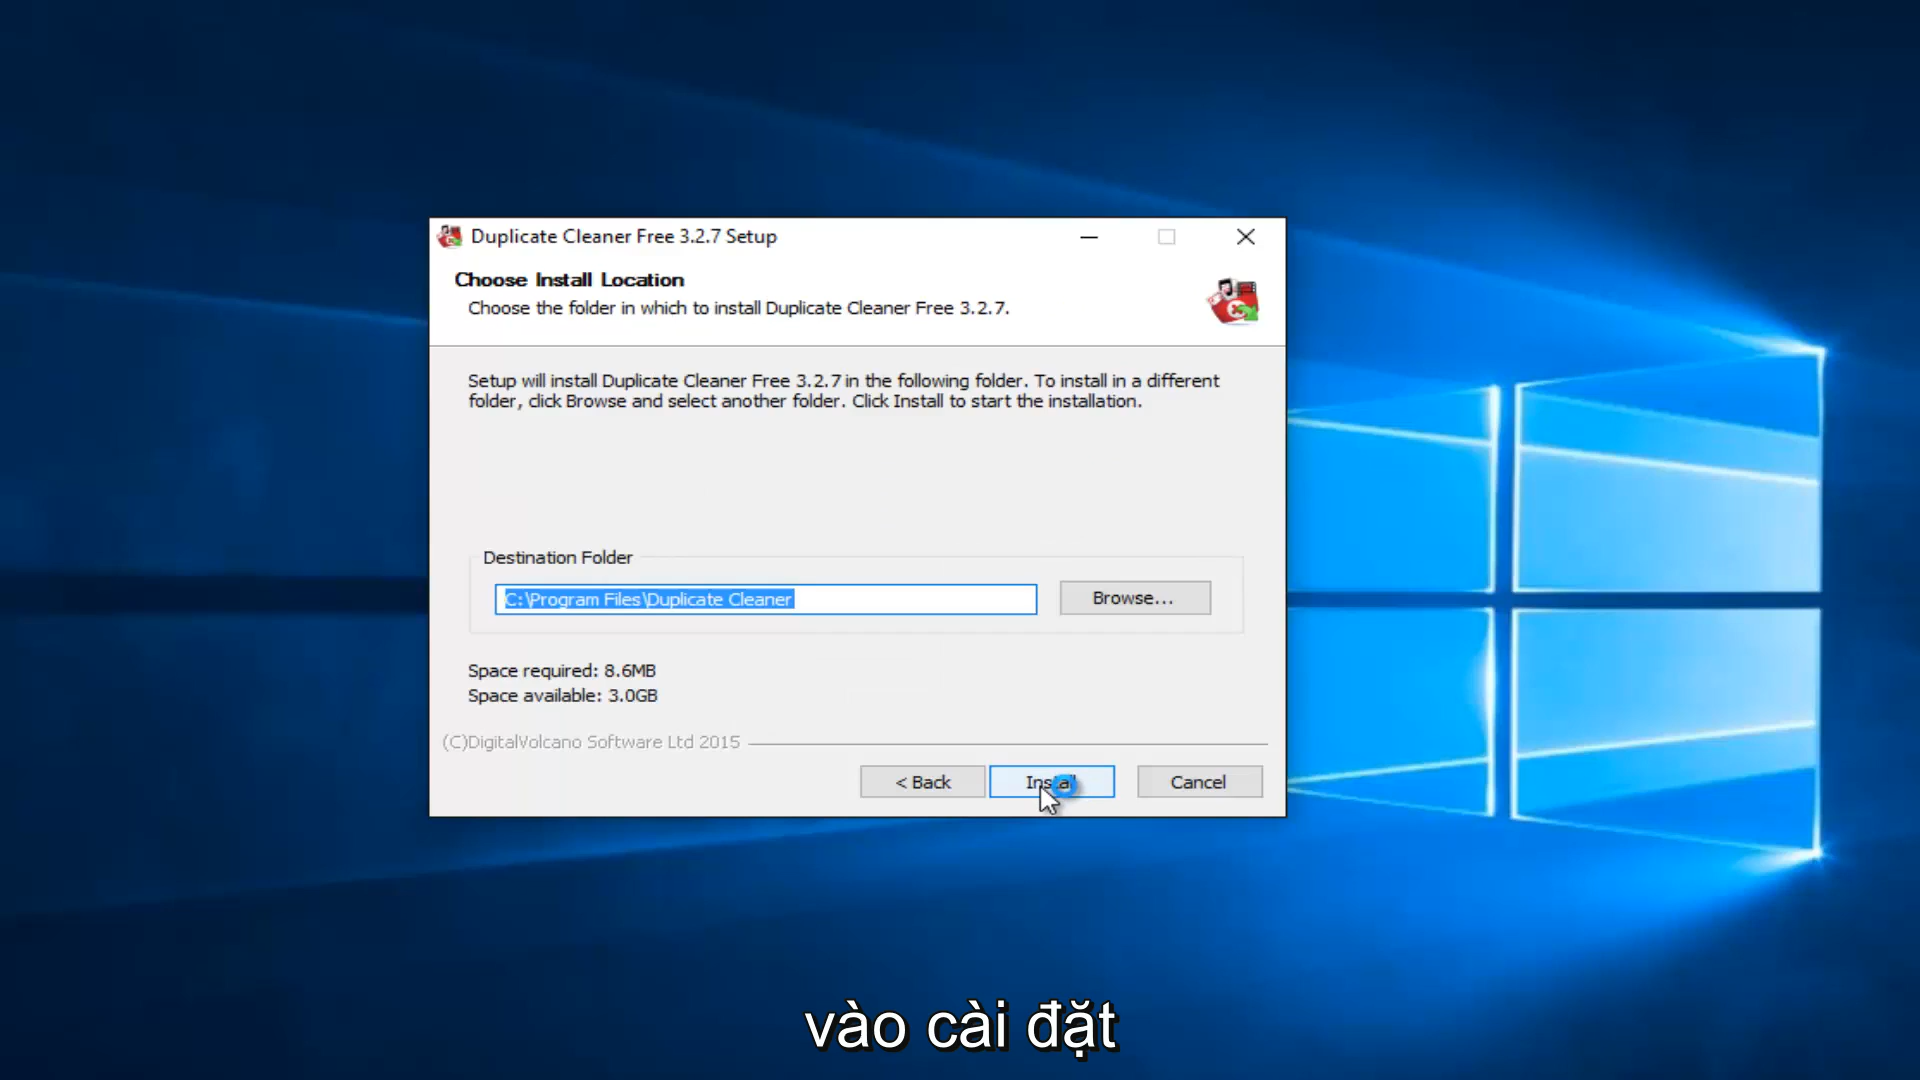 Duplicate Cleaner Free 3.2.7 Setup
Choose Install Location
Choose the folder in which to install Duplicate Cleaner Free 3.2.7.
Setup will install Duplicate Cleaner Free 3.2.7 in the following folder. To install in a different
folder, click Browse and select another folder. Click Install to start the installation.
Destination Folder
C:\Program Files\Duplicate Cleaner
Browse...
Space required: 8.6MB
Space available: 3.0GB
(C)DigitalVolcano Software Ltd 2015
< Back
Install
Cancel
vào cài đặt